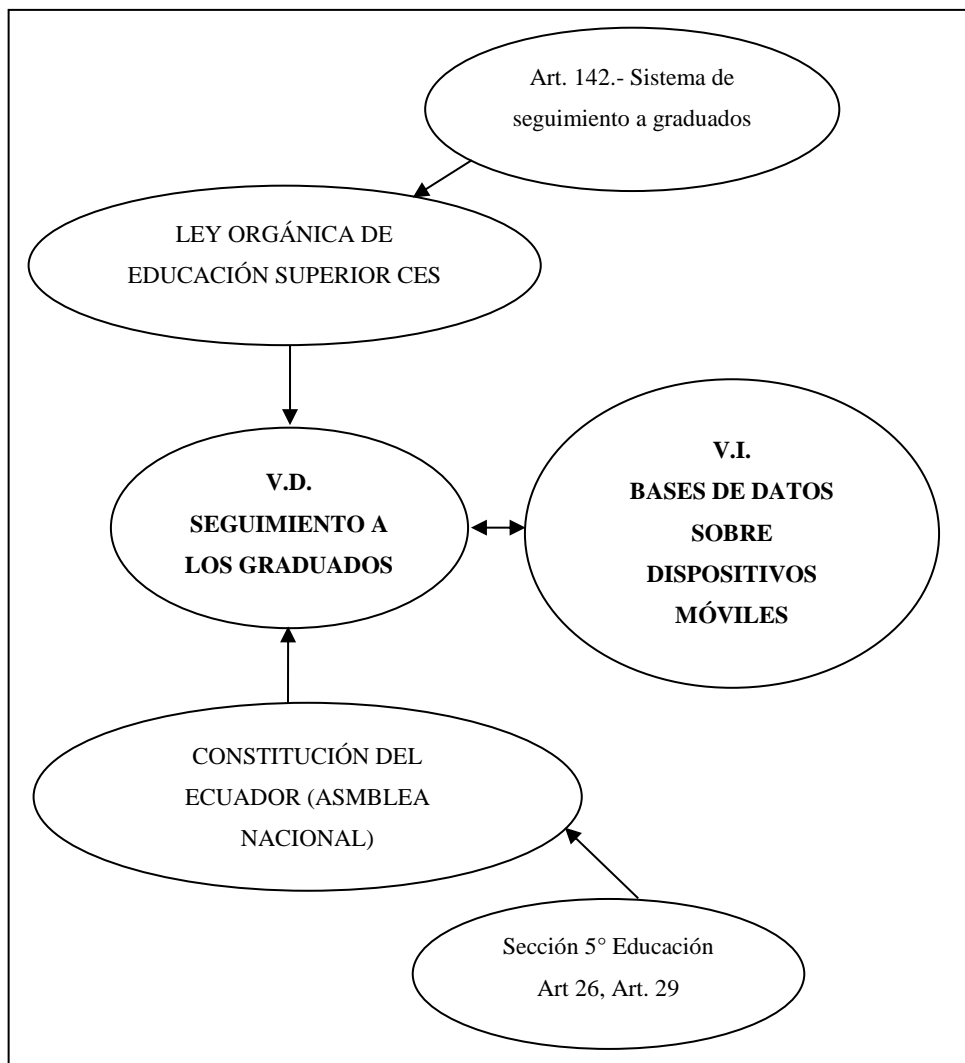 Art. 142.- Sistema de
seguimiento a graduados
LEY ORGÁNICA DE
EDUCACIÓN SUPERIOR CES
V.D.
SEGUIMIENTO A
LOS GRADUADOS
V.I.
BASES DE DATOS
SOBRE
DISPOSITIVOS
MÓVILES
CONSTITUCIÓN DEL
ECUADOR (ASMBLEA
NACIONAL)
Sección 5° Educación
Art 26, Art. 29